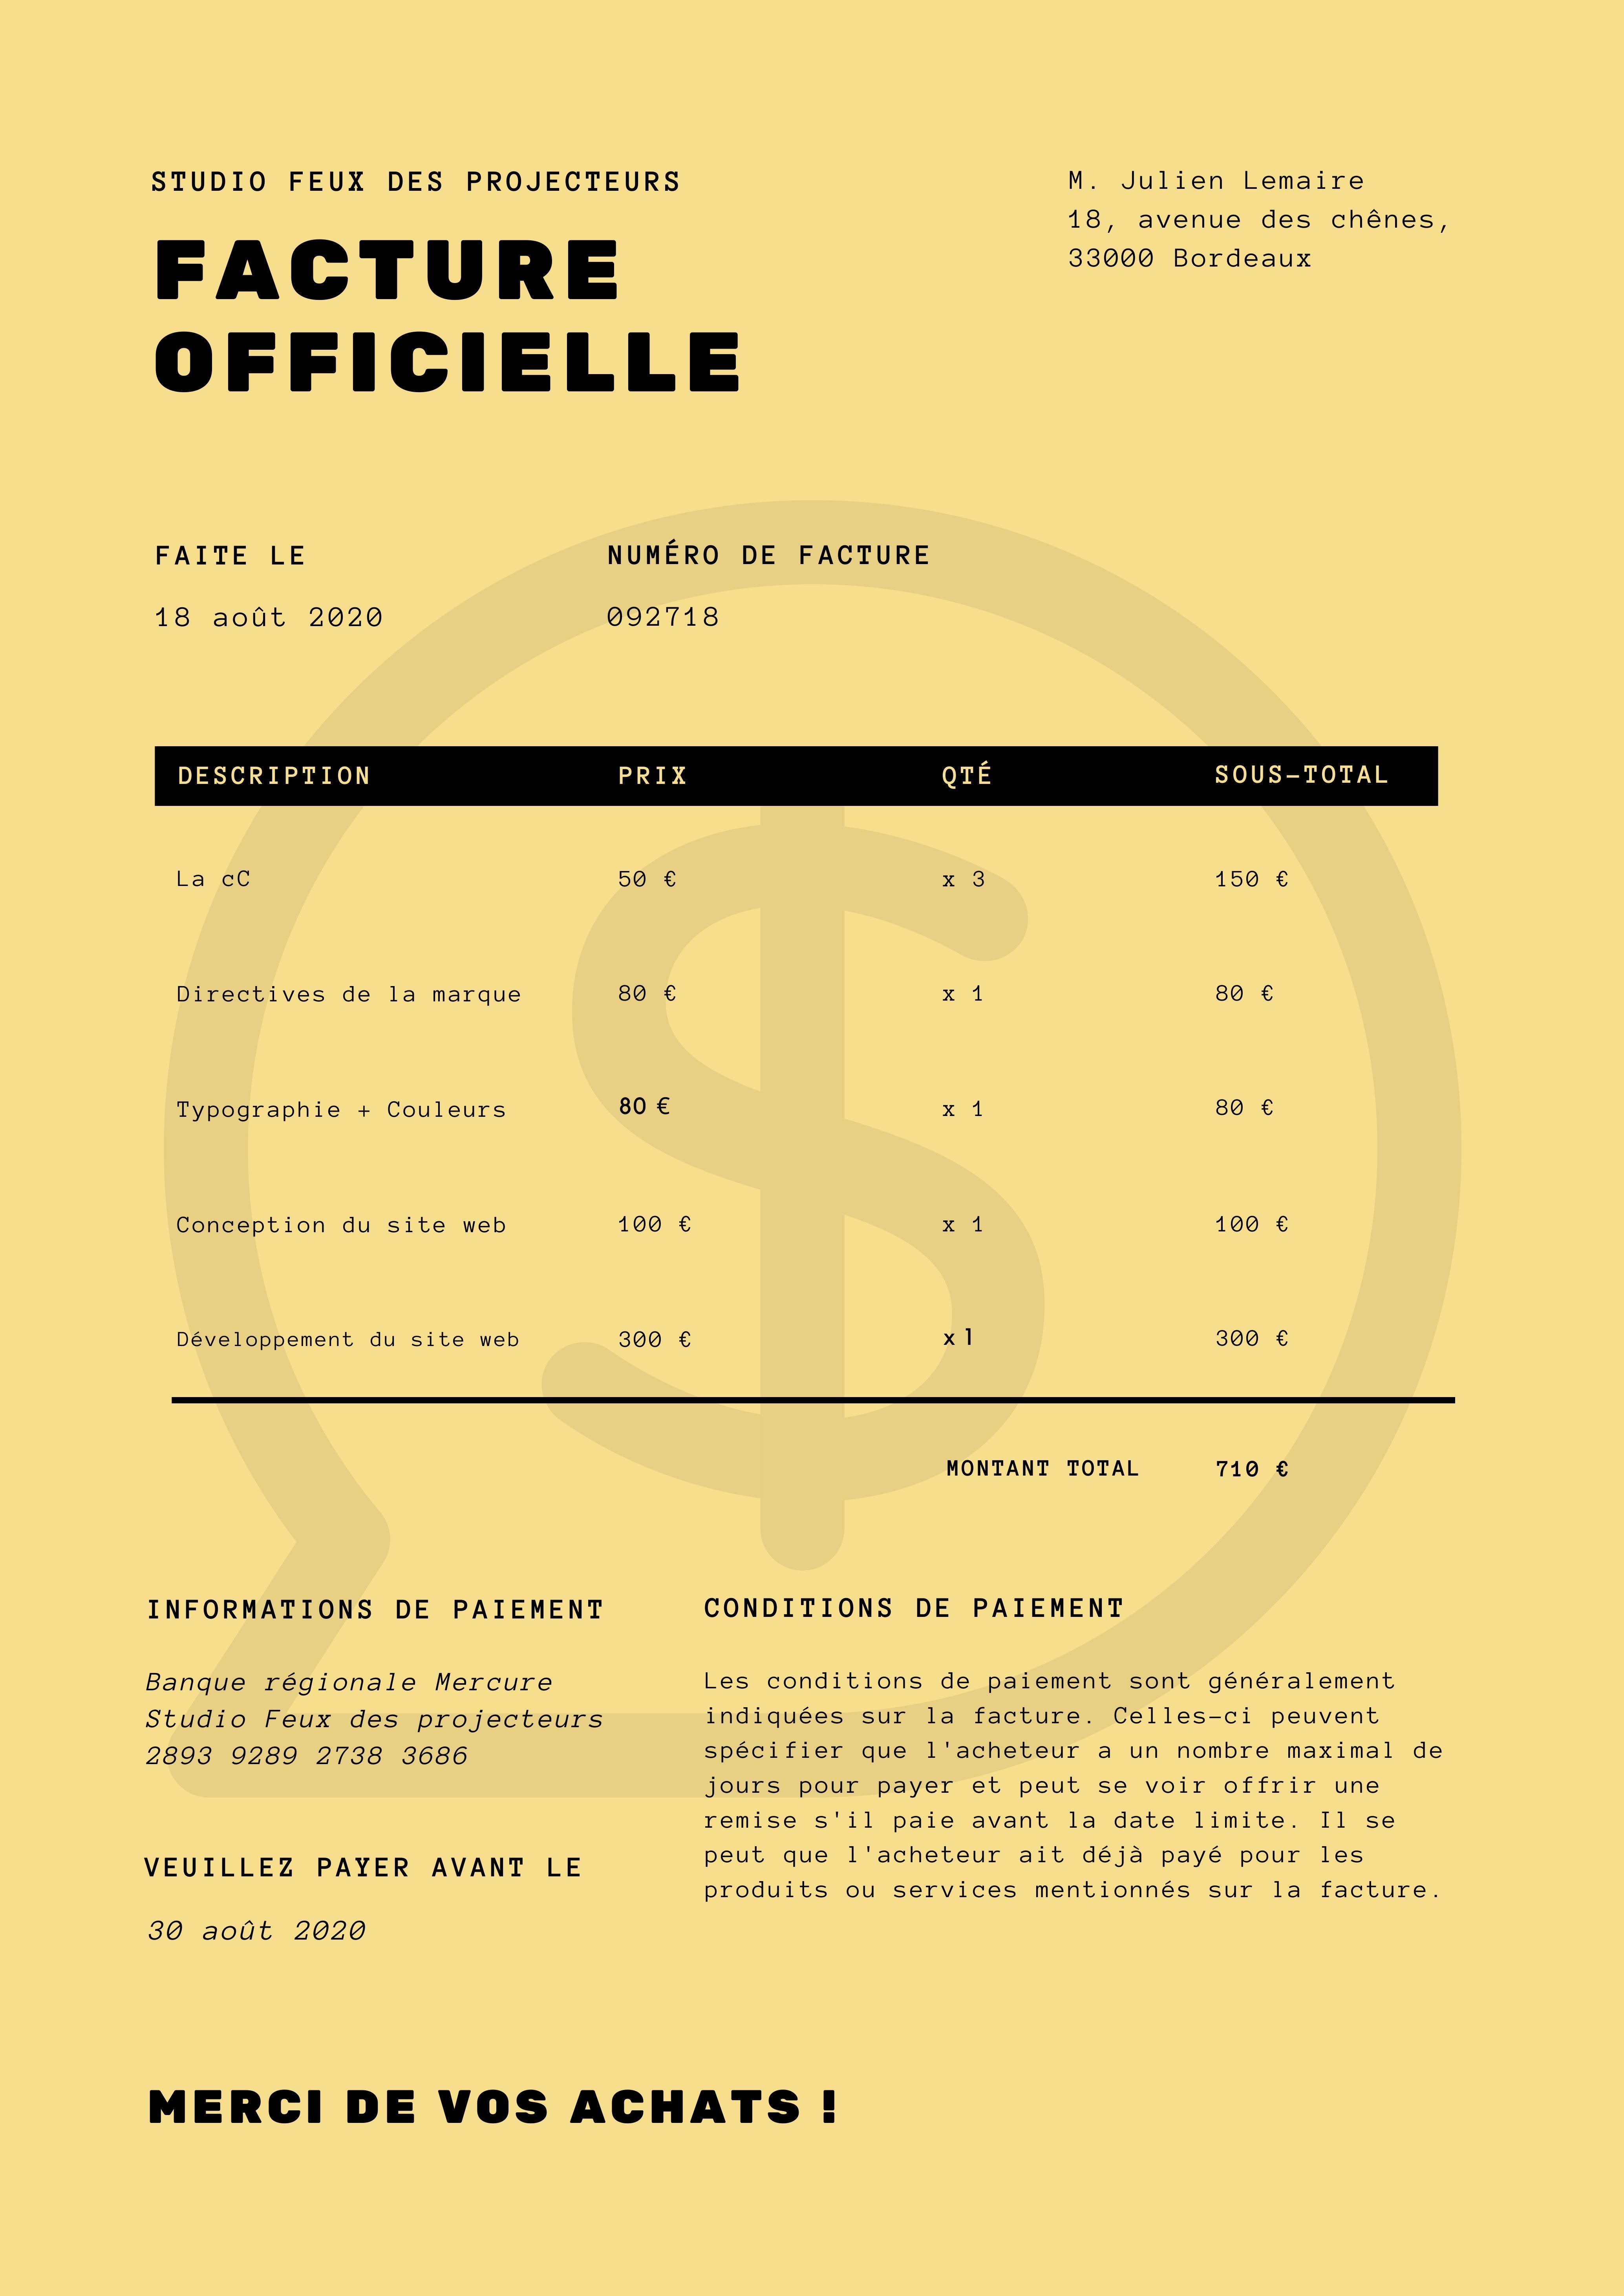 STUDIO FEUX DES PROJECTEURS
FACTURE
OFFICIELLE
M. Julien Lemaire
18, avenue des chênes,
33000 Bordeaux
FAITE LE
18 août 2020
NUMÉRO DE FACTURE
092718
DESCRIPTION PRIX QTÉ SOUS-TOTAL
La cC 50 € x 3 150 €
Directives de la marque 80 € x 1 80 €
Typographie + Couleurs 80 € x 1 80 €
Conception du site web 100 € x 1 100 €
Développement du site web 300 € x 1 300 €
MONTANT TOTAL 710 €
INFORMATIONS DE PAIEMENT
Banque régionale Mercure
Studio Feux des projecteurs
2893 9289 2738 3686
VEUILLEZ PAYER AVANT LE
30 août 2020
CONDITIONS DE PAIEMENT
Les conditions de paiement sont généralement
indiquées sur la facture. Celles-ci peuvent
spécifier que l'acheteur a un nombre maximal de
jours pour payer et peut se voir offrir une
remise s'il paie avant la date limite. Il se
peut que l'acheteur ait déjà payé pour les
produits ou services mentionnés sur la facture.
MERCI DE VOS ACHATS !